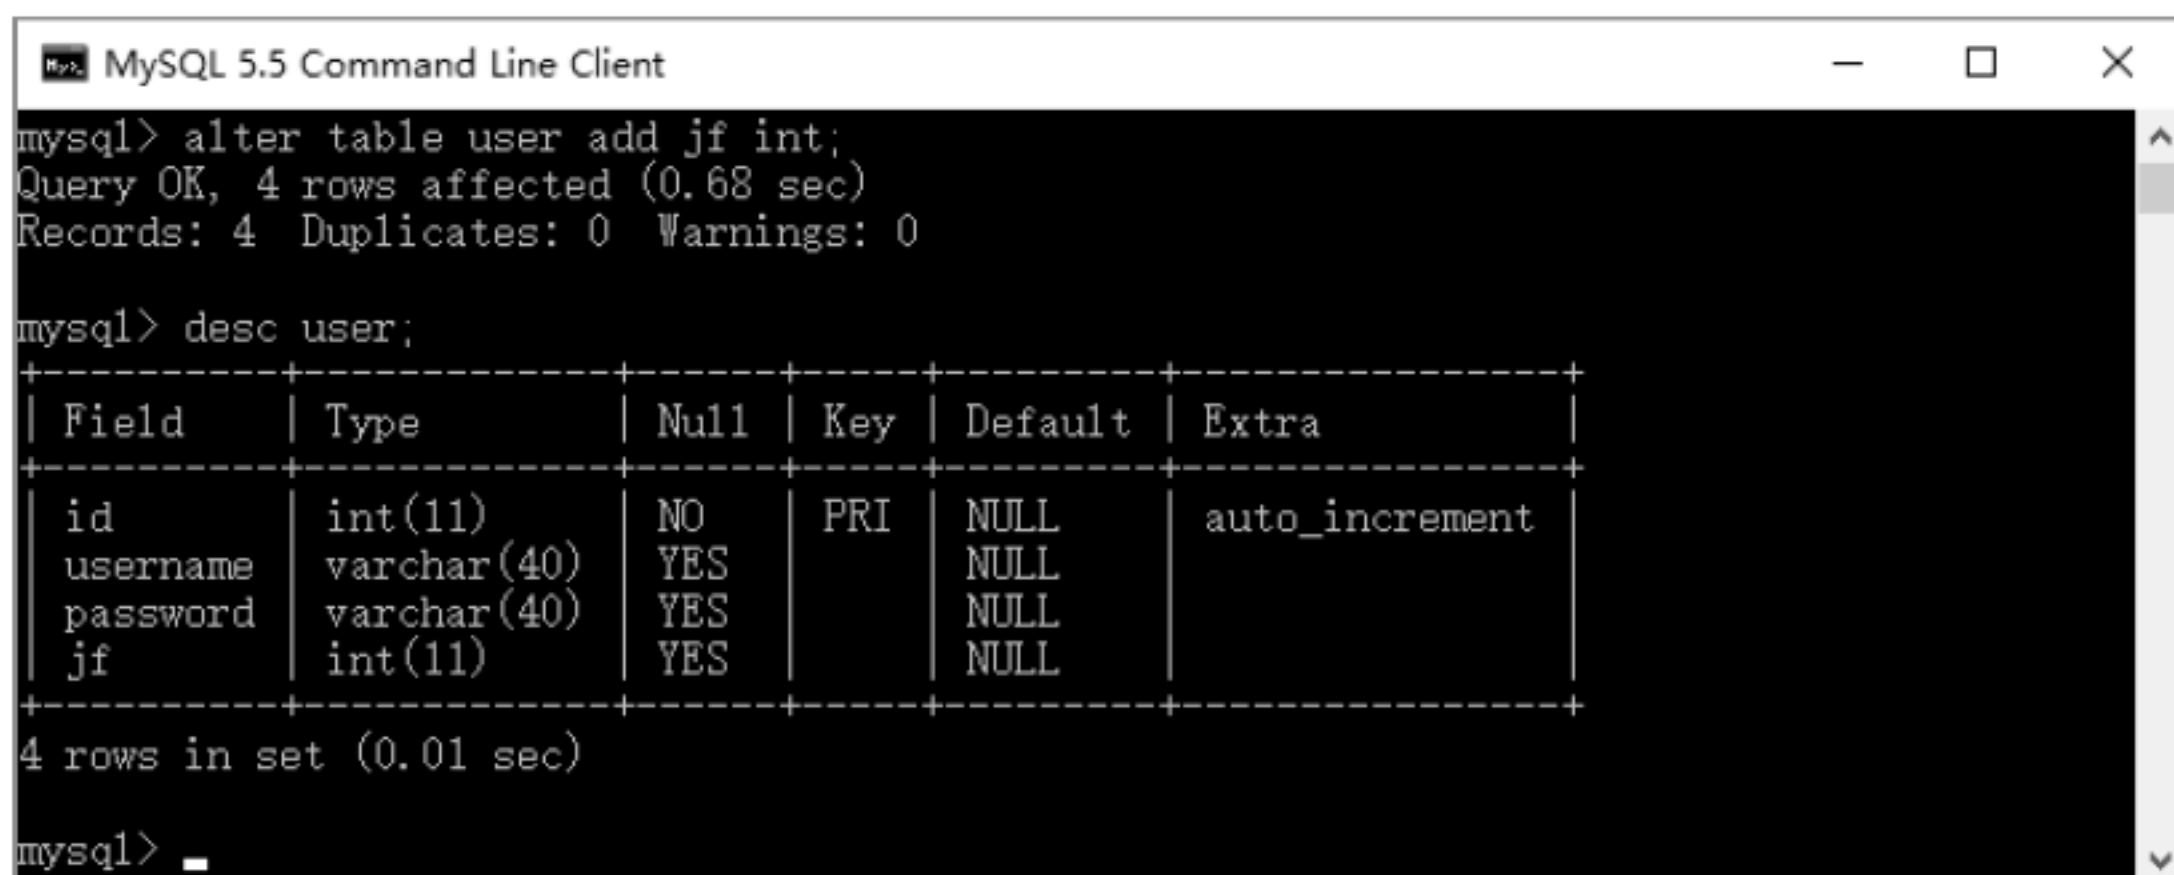 MySQL 5.5 Command Line Client
mysql> alter table user add jf int;
Query OK, 4 rows affected (0.68 sec)
Records: 4  Duplicates: 0  Warnings: 0
mysql> desc user;
+----------+-------------+------+-----+---------+----------------+
| Field    | Type        | Null | Key | Default | Extra          |
+----------+-------------+------+-----+---------+----------------+
| id       | int(11)     | NO   | PRI | NULL    | auto_increment |
| username | varchar(40) | YES  |     | NULL    |                |
| password | varchar(40) | YES  |     | NULL    |                |
| jf       | int(11)     | YES  |     | NULL    |                |
+----------+-------------+------+-----+---------+----------------+
4 rows in set (0.01 sec)
mysql>